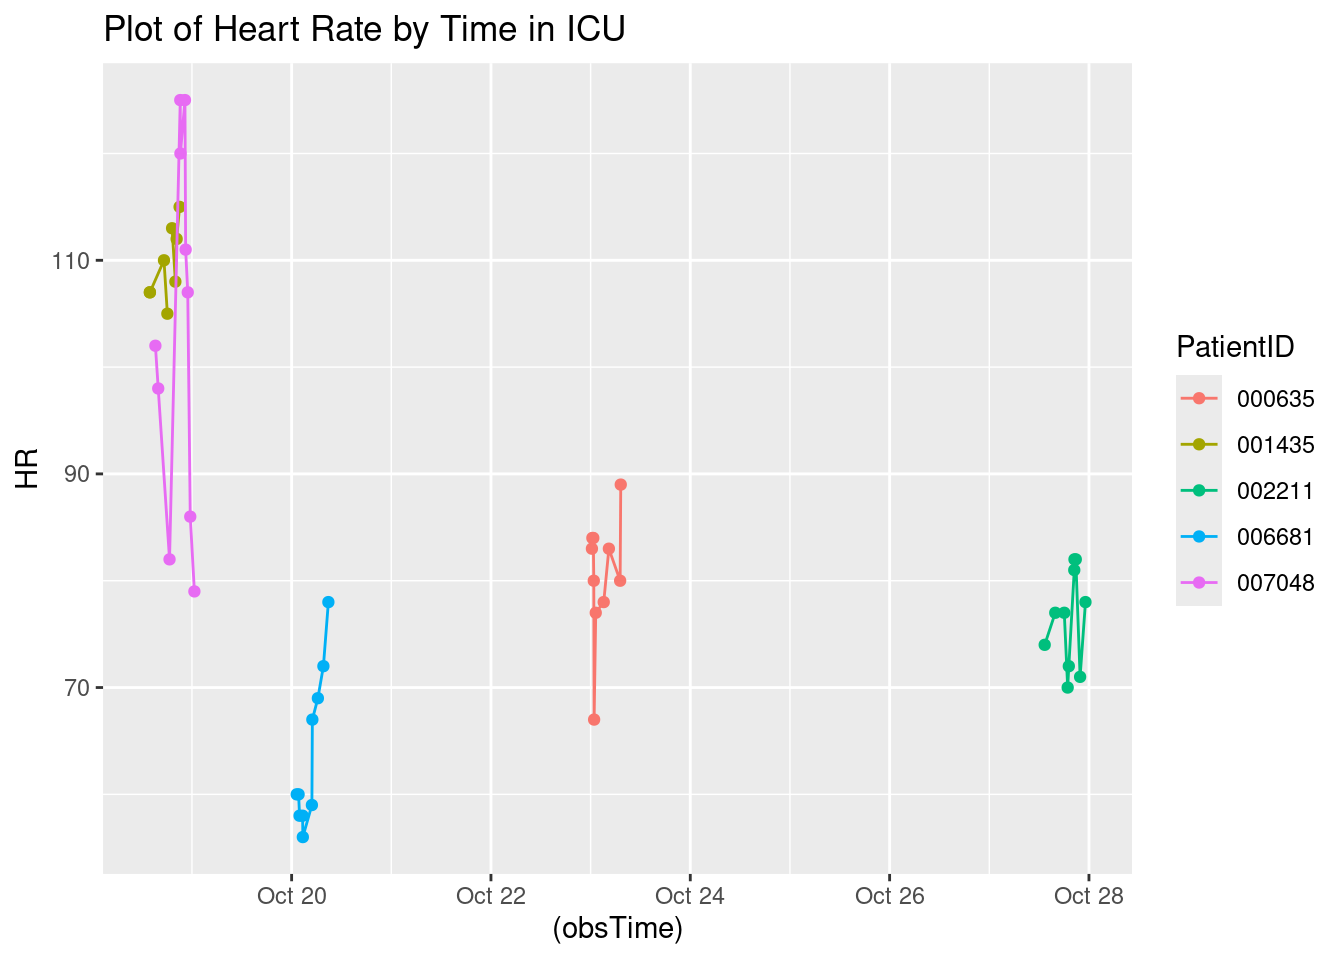 Plot of Heart Rate by Time in ICU
110
90
70
HR
Oct 20
Oct 22
Oct 24
Oct 26
Oct 28
(obsTime)
PatientID
000635
001435
002211
006681
007048